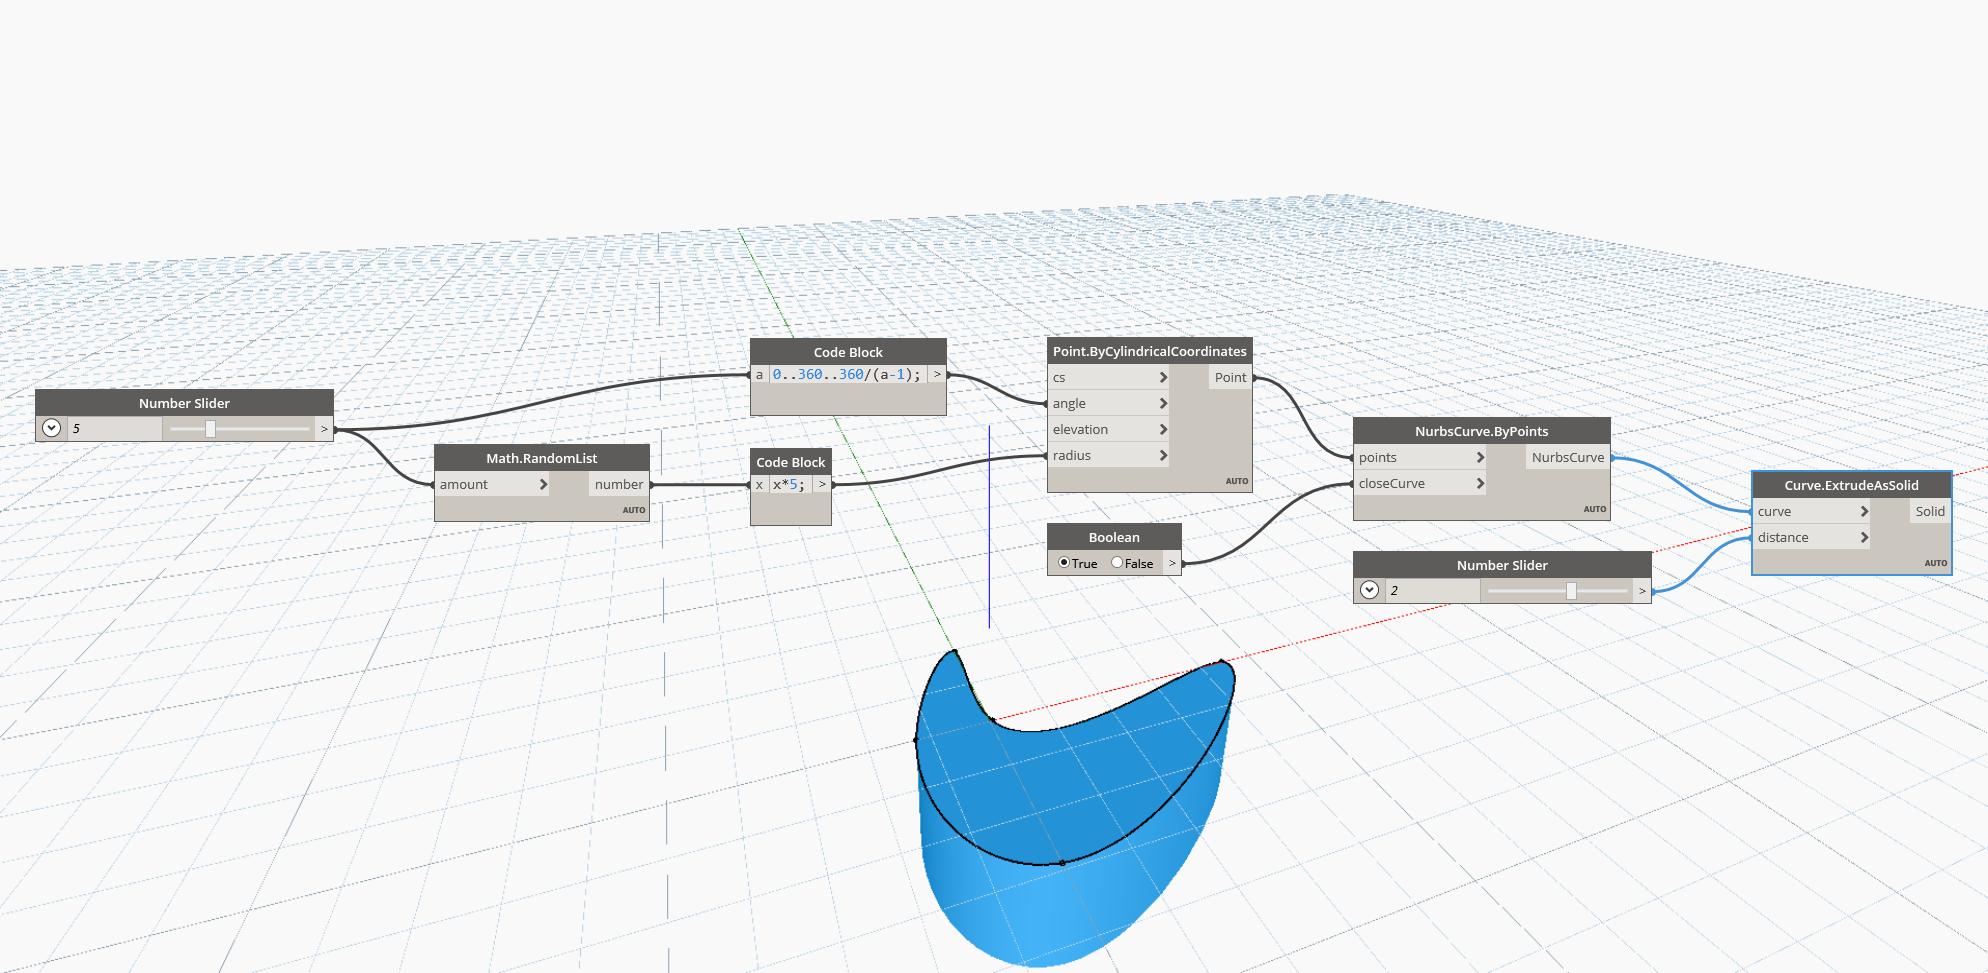 Number Slider
5 >
Math.RandomList
amount > number
AUTO
Code Block
a 0..360..360/(a-1); >
Code Block
x x*5; >
Point.ByCylindricalCoordinates
cs > Point
angle >
elevation >
radius >
AUTO
Boolean
True False >
NurbsCurve.ByPoints
points > NurbsCurve
closeCurve >
AUTO
Number Slider
2 >
Curve.ExtrudeAsSolid
curve > Solid
distance >
AUTO